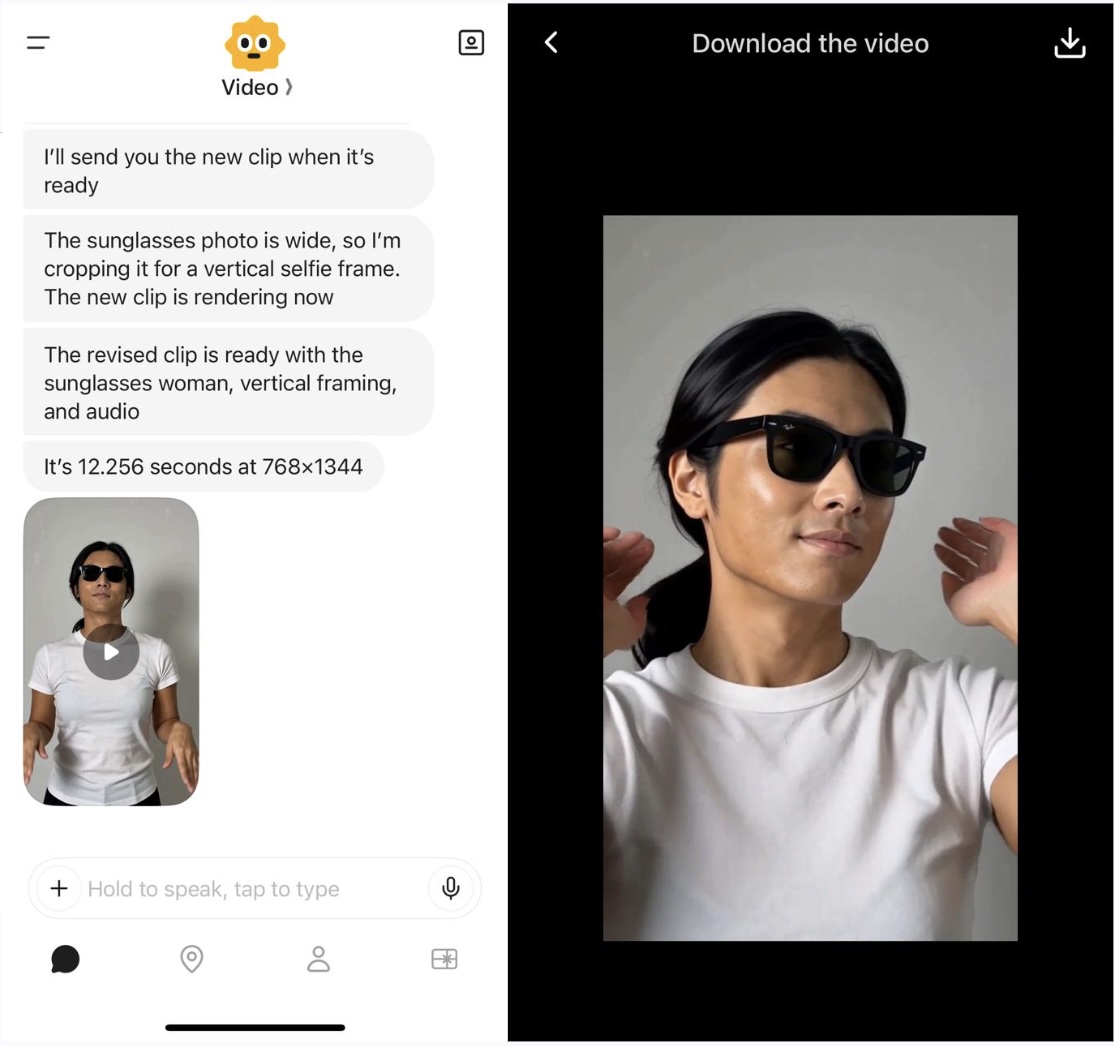 Video ⟩
I’ll send you the new clip when it’s
ready
The sunglasses photo is wide, so I’m
cropping it for a vertical selfie frame.
The new clip is rendering now
The revised clip is ready with the
sunglasses woman, vertical framing,
and audio
It’s 12.256 seconds at 768×1344
Hold to speak, tap to type
Download the video